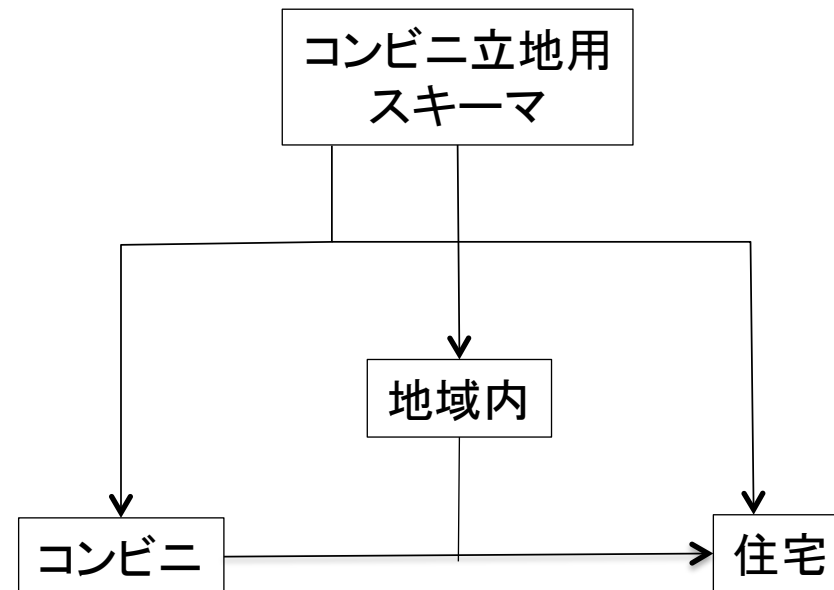 コンビニ立地用
スキーマ
地域内
コンビニ
住宅